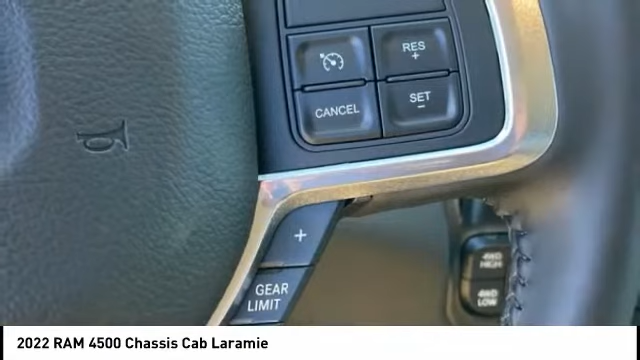 RES
+
CANCEL
SET
–
+
GEAR
LIMIT
4WD
HIGH
4WD
LOW
2022 RAM 4500 Chassis Cab Laramie